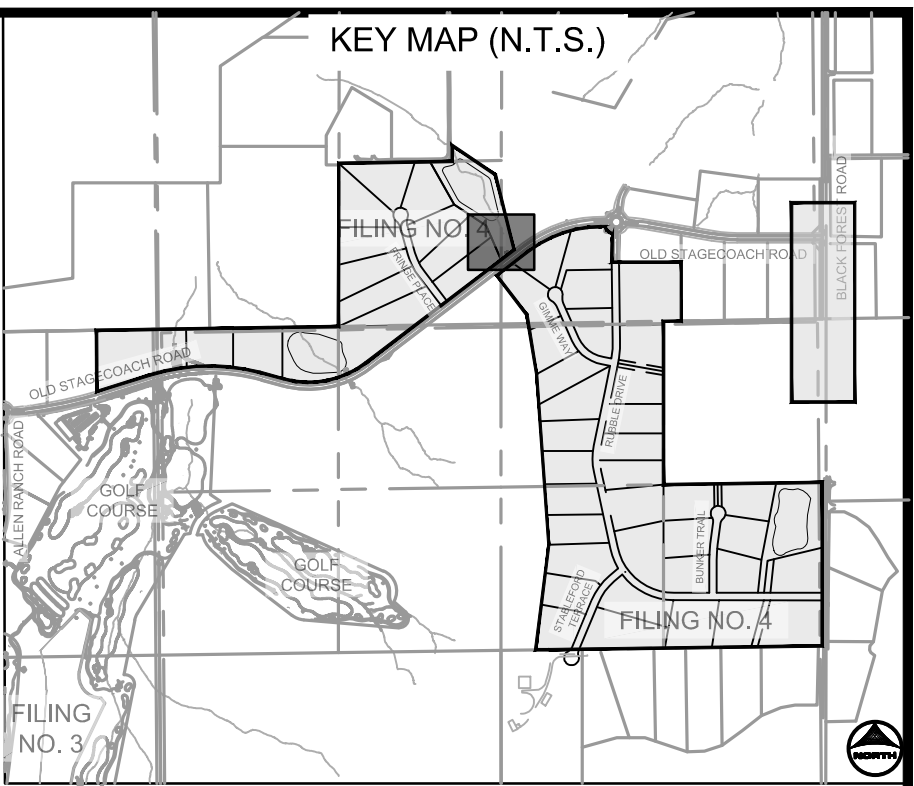 KEY MAP (N.T.S.)
BLACK FOREST ROAD
FILING NO. 4
OLD STAGECOACH ROAD
FRINGE PLACE
GIMME WAY
OLD STAGECOACH ROAD
RUBBLE DRIVE
ALLEN RANCH ROAD
GOLF
COURSE
BUNKER TRAIL
GOLF
COURSE
STABLEFORD
TERRACE
FILING NO. 4
FILING
NO. 3
NORTH